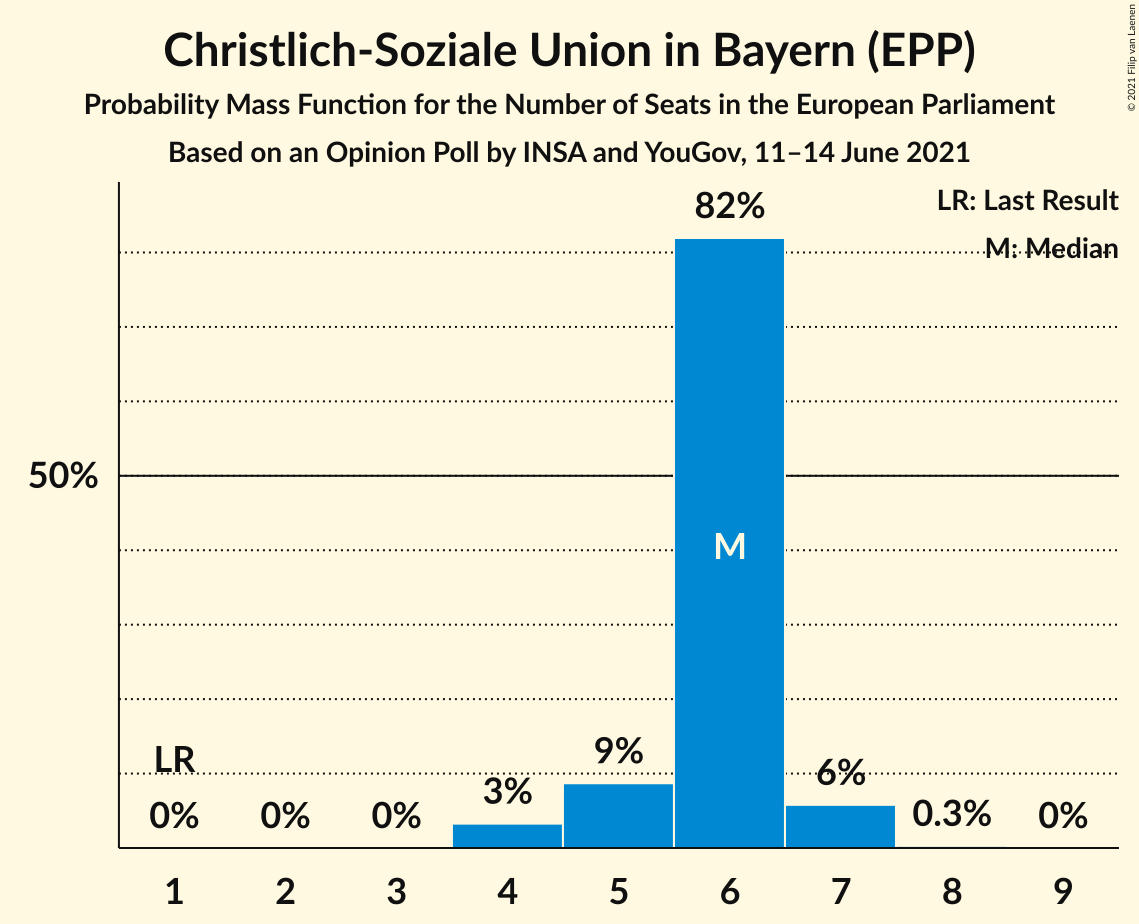 Christlich-Soziale Union in Bayern (EPP)
Probability Mass Function for the Number of Seats in the European Parliament
Based on an Opinion Poll by INSA and YouGov, 11–14 June 2021
© 2021 Filip van Laenen
LR: Last Result
M: Median
82%
50%
M
LR
0%
0%
0%
3%
9%
6%
0.3%
0%
1 2 3 4 5 6 7 8 9